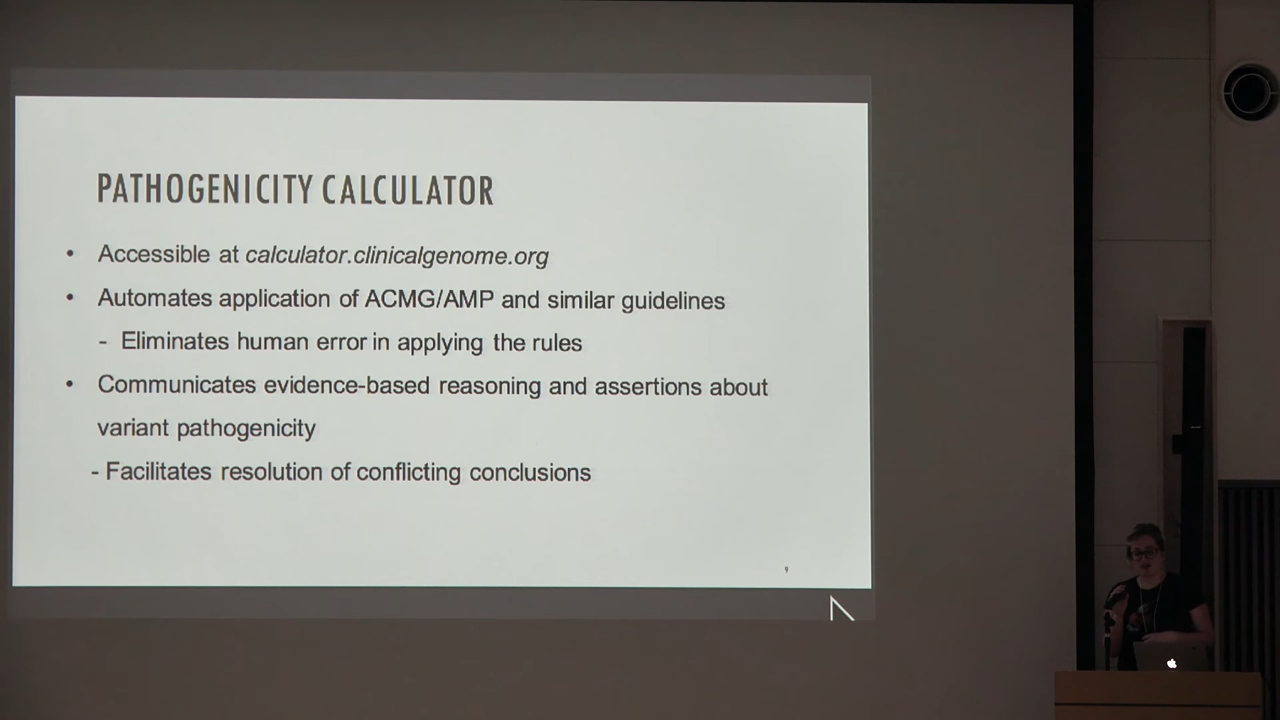 PATHOGENICITY CALCULATOR
• Accessible at calculator.clinicalgenome.org
• Automates application of ACMG/AMP and similar guidelines
- Eliminates human error in applying the rules
• Communicates evidence-based reasoning and assertions about
variant pathogenicity
- Facilitates resolution of conflicting conclusions
9